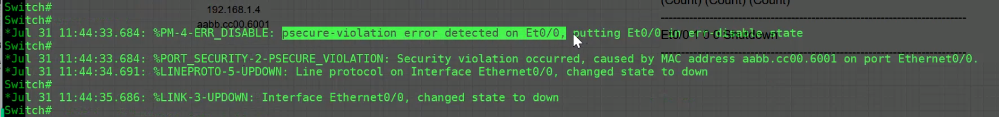 Switch#
192.168.1.4
(Count) (Count) (Count)
Switch#
aabb.cc00.6001
--------------------------------------------------------------------------
*Jul 31 11:44:33.684: %PM-4-ERR_DISABLE: psecure-violation error detected on Et0/0, putting Et0/0 in err-disable state
Et0/0 1 0 0 Shutdown
Switch#
--------------------------------------------------------------------------
*Jul 31 11:44:33.684: %PORT_SECURITY-2-PSECURE_VIOLATION: Security violation occurred, caused by MAC address aabb.cc00.6001 on port Ethernet0/0.
*Jul 31 11:44:34.691: %LINEPROTO-5-UPDOWN: Line protocol on Interface Ethernet0/0, changed state to down
Switch#
*Jul 31 11:44:35.686: %LINK-3-UPDOWN: Interface Ethernet0/0, changed state to down
Switch#